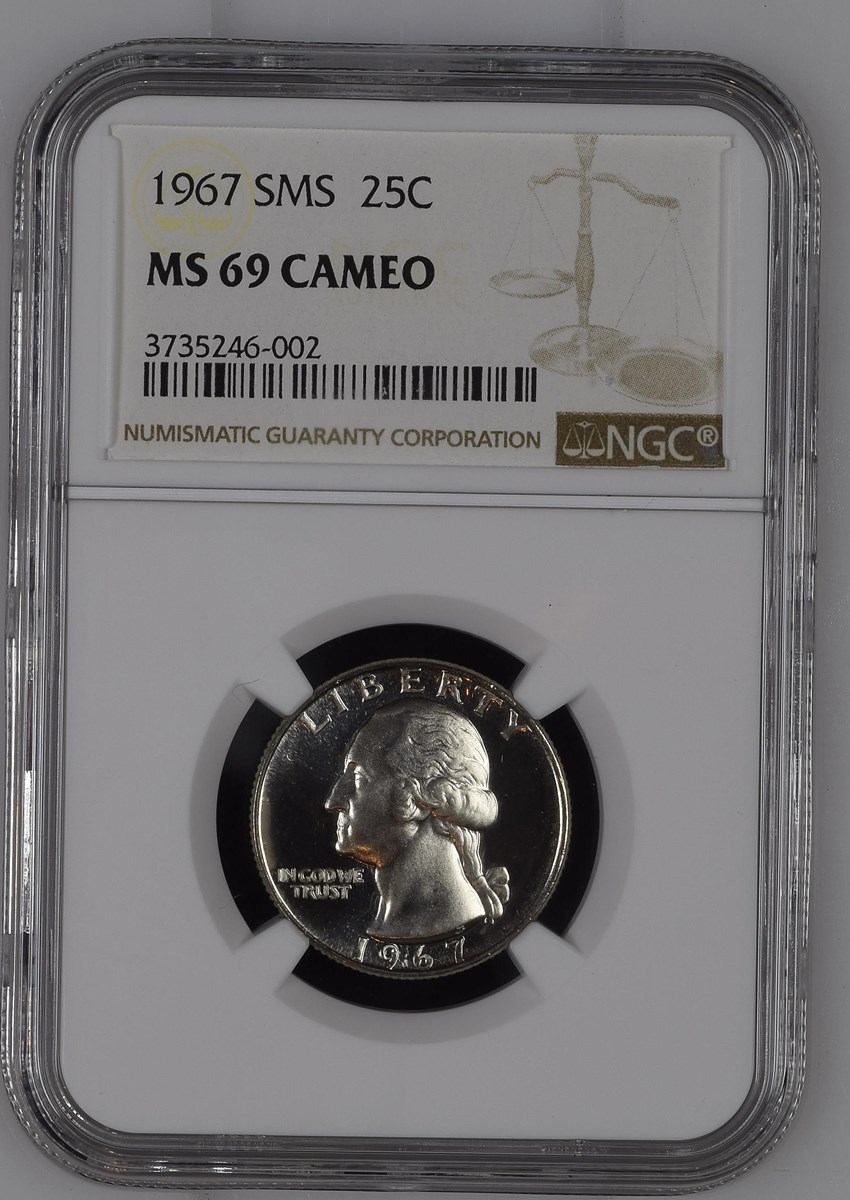 1967 SMS 25C
MS 69 CAMEO
3735246-002
NUMISMATIC GUARANTY CORPORATION
NGC®
LIBERTY
IN GOD WE
TRUST
1967